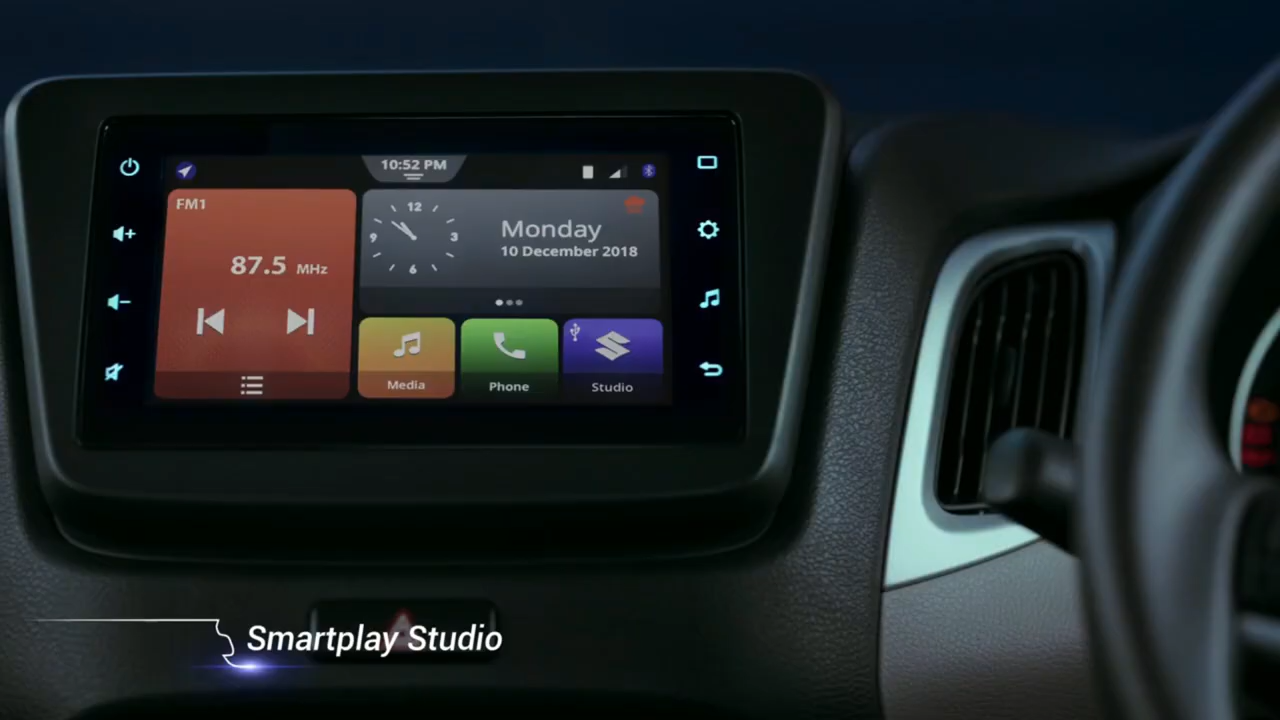 10:52 PM
FM1
87.5 MHz
12
9
3
6
Monday
10 December 2018
Media
Phone
Studio
Smartplay Studio